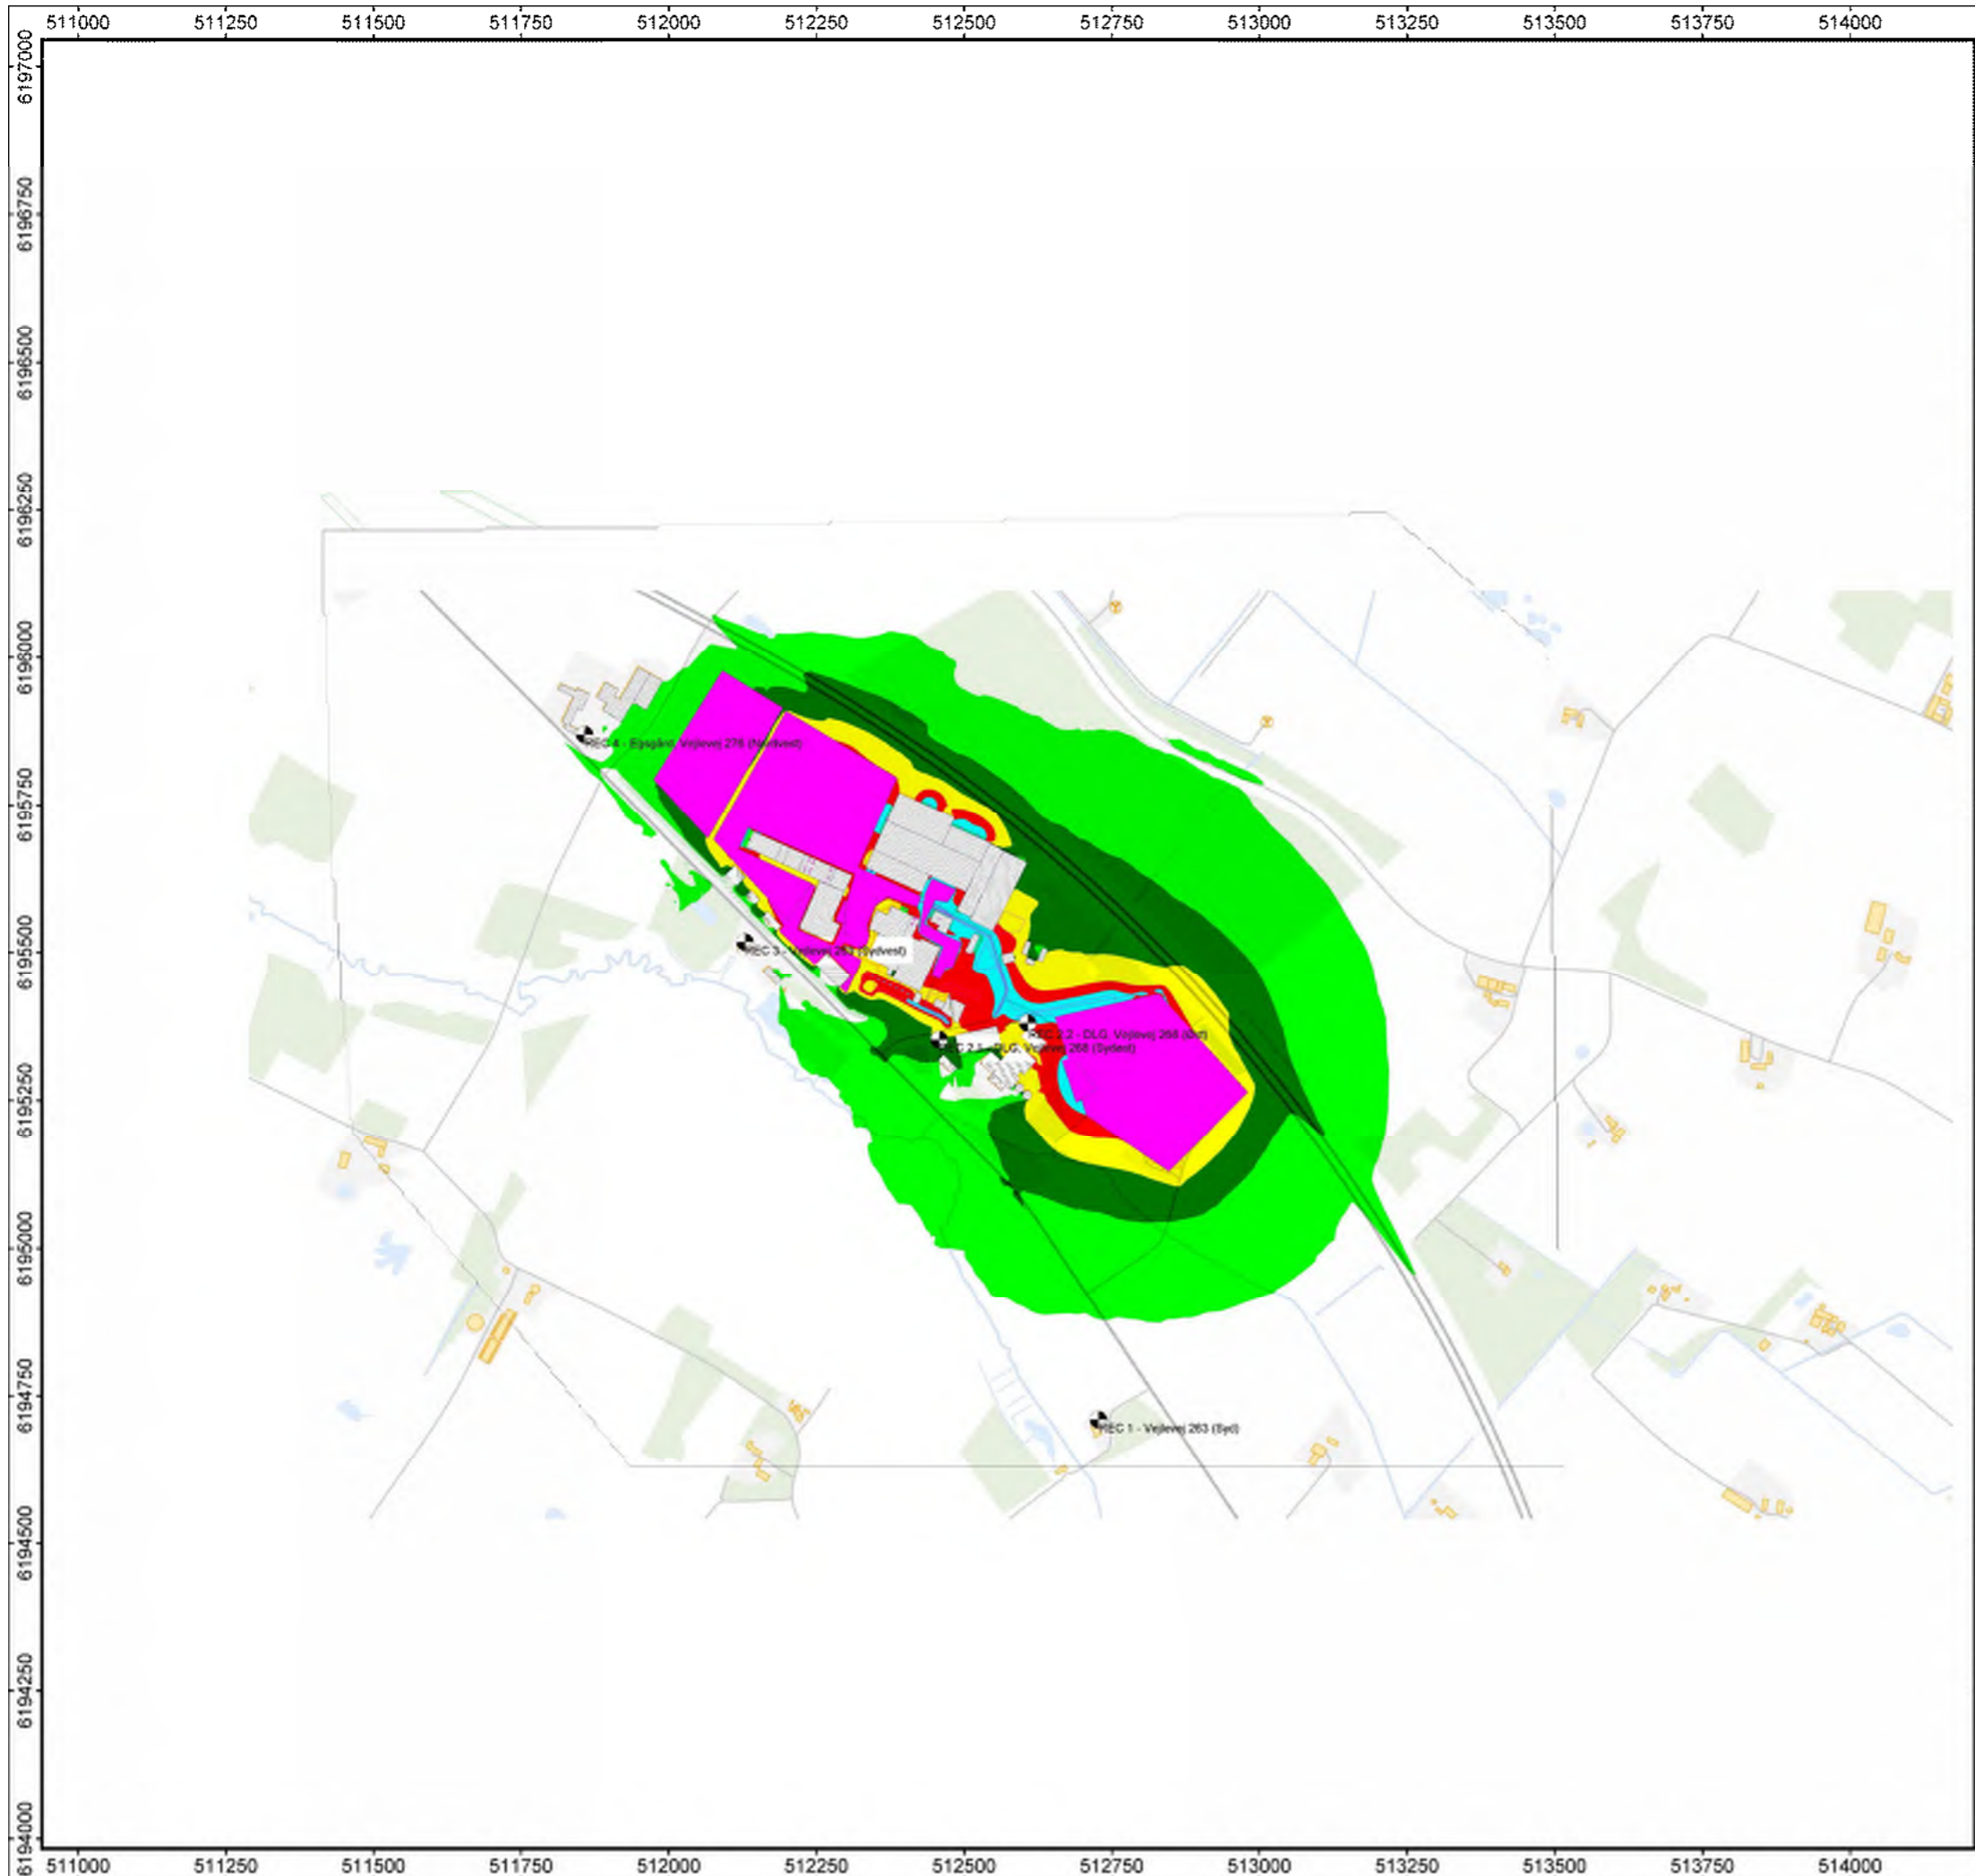 511000 511250 511500 511750 512000 512250 512500 512750 513000 513250 513500 513750 514000
6197000
6196750
6196500
6196250
6196000
6195750
6195500
6195250
6195000
6194750
6194500
6194250
6194000
REC 4 - Egsgård, Vejlevej 276 (Nordvest)
REC 3 - Vejlevej (Sydvest)
REC 2.2 - DLG, Vejlevej 268 (Øst)
REC 2.1 - DLG, Vejlevej 268 (Sydøst)
REC 1 - Vejlevej 263 (Syd)
511000 511250 511500 511750 512000 512250 512500 512750 513000 513250 513500 513750 514000